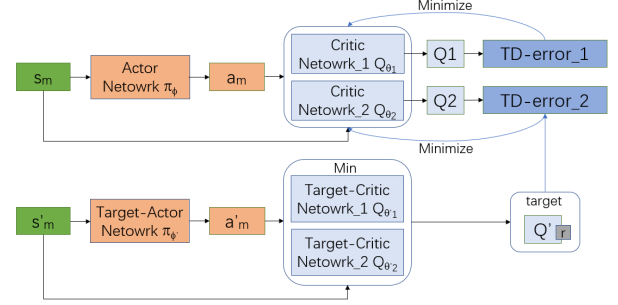 Minimize
Critic
Netowrk_1 Qθ1
Q1
TD-error_1
sm
Actor
Netowrk πϕ
am
Critic
Netowrk_2 Qθ2
Q2
TD-error_2
Minimize
Min
target
s'm
Target-Actor
Netowrk πϕ'
a'm
Target-Critic
Netowrk_1 Qθ'1
Target-Critic
Netowrk_2 Qθ'2
Q'
r